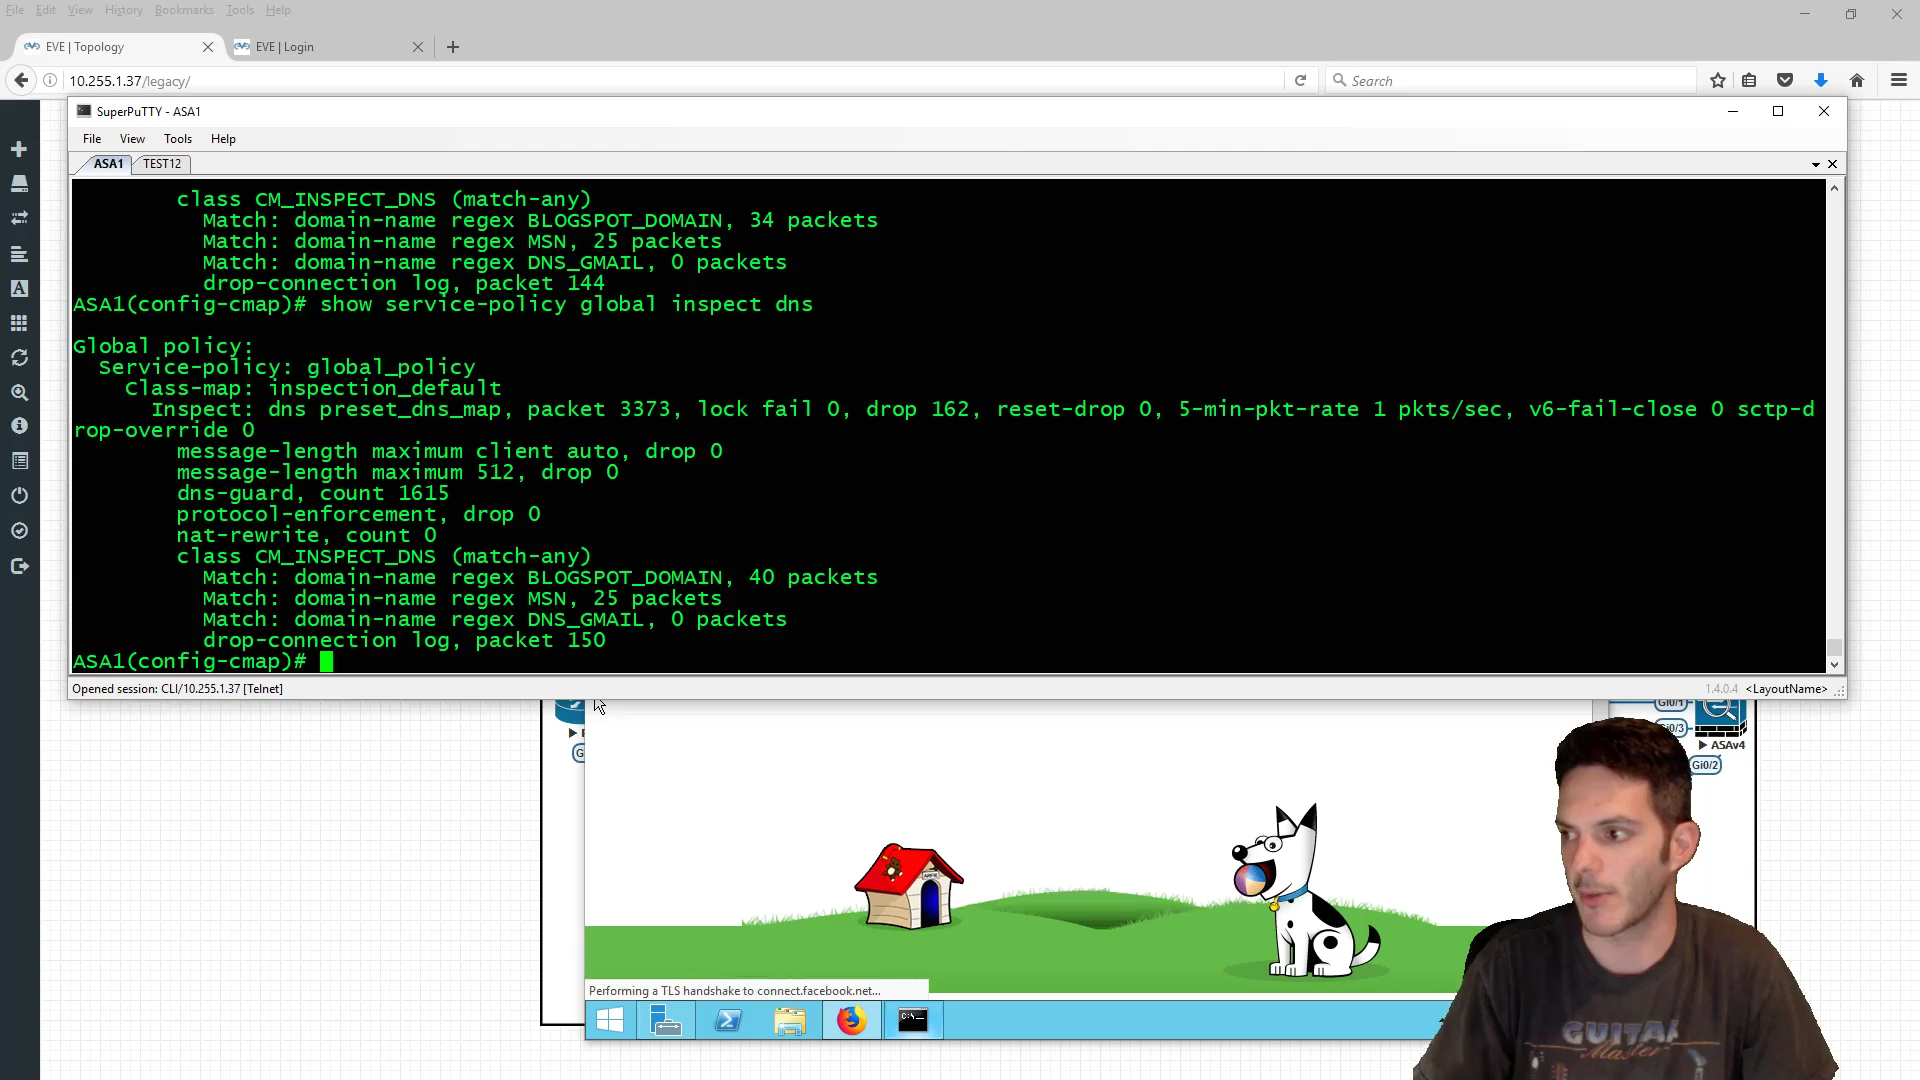 File Edit View History Bookmarks Tools Help
EVE | Topology
EVE | Login
10.255.1.37/legacy/
Search
SuperPuTTY - ASA1
File View Tools Help
ASA1 TEST12
class CM_INSPECT_DNS (match-any)
Match: domain-name regex BLOGSPOT_DOMAIN, 34 packets
Match: domain-name regex MSN, 25 packets
Match: domain-name regex DNS_GMAIL, 0 packets
drop-connection log, packet 144
ASA1(config-cmap)# show service-policy global inspect dns
Global policy:
Service-policy: global_policy
Class-map: inspection_default
Inspect: dns preset_dns_map, packet 3373, lock fail 0, drop 162, reset-drop 0, 5-min-pkt-rate 1 pkts/sec, v6-fail-close 0 sctp-d
rop-override 0
message-length maximum client auto, drop 0
message-length maximum 512, drop 0
dns-guard, count 1615
protocol-enforcement, drop 0
nat-rewrite, count 0
class CM_INSPECT_DNS (match-any)
Match: domain-name regex BLOGSPOT_DOMAIN, 40 packets
Match: domain-name regex MSN, 25 packets
Match: domain-name regex DNS_GMAIL, 0 packets
drop-connection log, packet 150
ASA1(config-cmap)#
Opened session: CLI/10.255.1.37 [Telnet]
1.4.0.4 <LayoutName>
Gi0/1
Gi0/3
ASAv4
Gi0/2
Performing a TLS handshake to connect.facebook.net...
GUITAR
Master